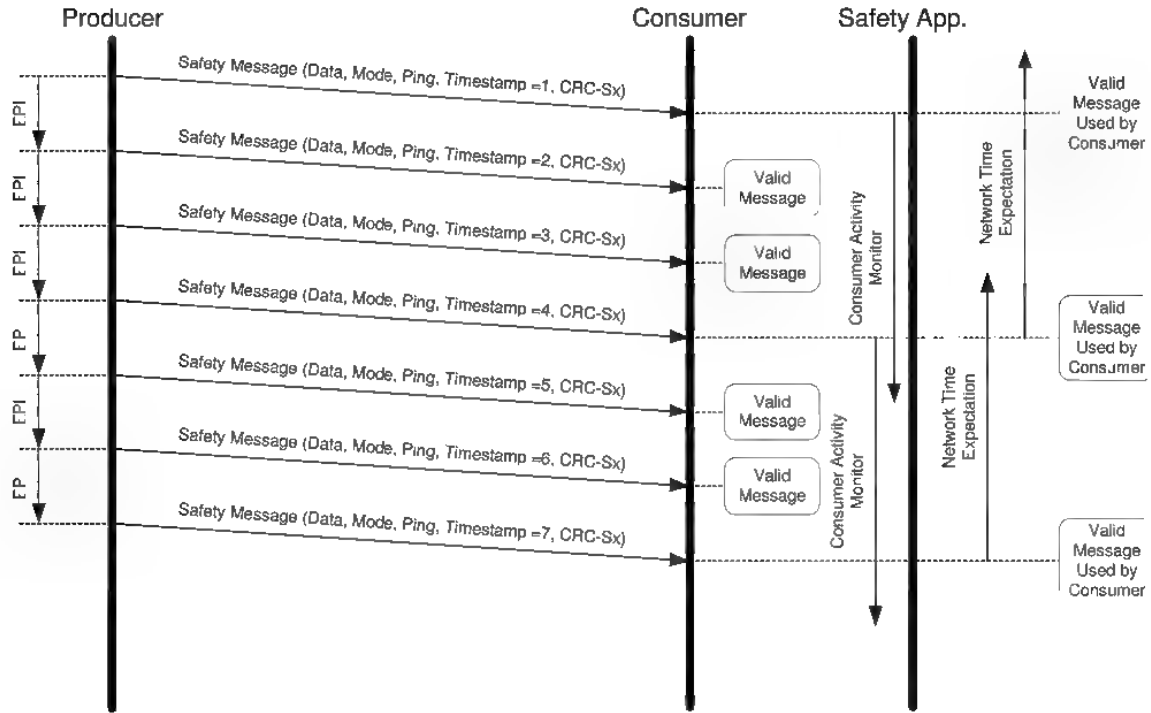 Producer
Consumer
Safety App.
Safety Message (Data, Mode, Ping, Timestamp =1, CRC-Sx)
Safety Message (Data, Mode, Ping, Timestamp =2, CRC-Sx)
Safety Message (Data, Mode, Ping, Timestamp =3, CRC-Sx)
Safety Message (Data, Mode, Ping, Timestamp =4, CRC-Sx)
Safety Message (Data, Mode, Ping, Timestamp =5, CRC-Sx)
Safety Message (Data, Mode, Ping, Timestamp =6, CRC-Sx)
Safety Message (Data, Mode, Ping, Timestamp =7, CRC-Sx)
EPI
EPI
EPI
EP
EPI
EP
Valid
Message
Valid
Message
Valid
Message
Valid
Message
Consumer Activity
Monitor
Consumer Activity
Monitor
Network Time
Expectation
Network Time
Expectation
Valid
Message
Used by
Consumer
Valid
Message
Used by
Consumer
Valid
Message
Used by
Consumer